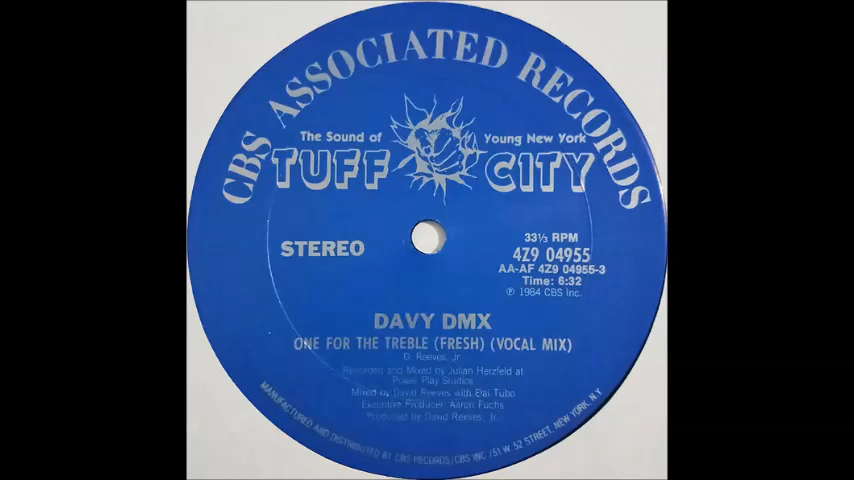 CBS ASSOCIATED RECORDS
The Sound of Young New York
TUFF CITY
STEREO
33⅓ RPM
4Z9 04955
AA-AF 4Z9 04955-3
Time: 6:32
℗ 1984 CBS Inc.
DAVY DMX
ONE FOR THE TREBLE (FRESH) (VOCAL MIX)
D. Reeves, Jr
Recorded and Mixed by Julian Herzfeld at
Power Play Studios
Mixed by David Reeves with Elai Tubo
Executive Producer: Aaron Fuchs
Produced by David Reeves, Jr.
MANUFACTURED AND DISTRIBUTED BY CBS RECORDS/CBS INC./51 W. 52 STREET, NEW YORK, N.Y.